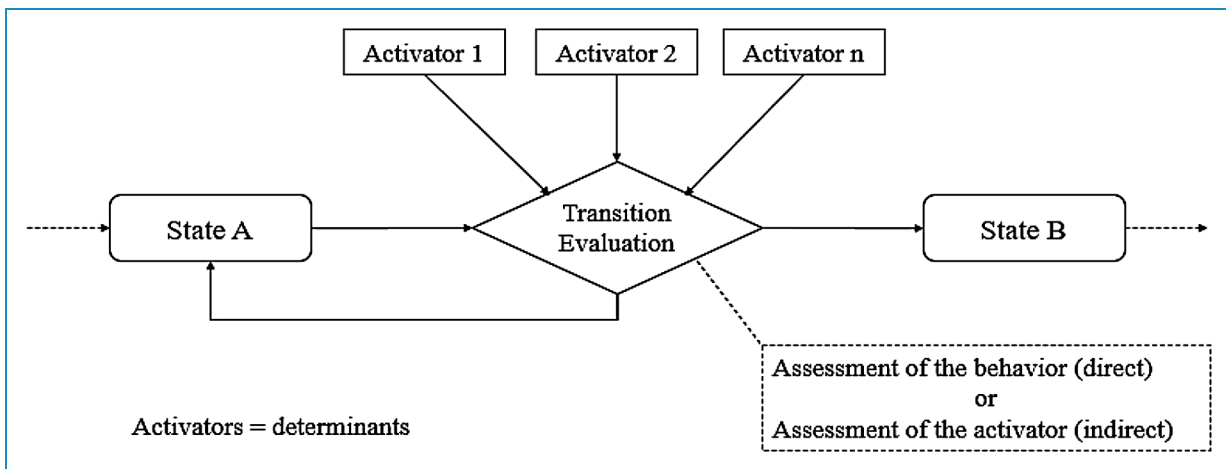 Activator 1
Activator 2
Activator n
State A
Transition
Evaluation
State B
Assessment of the behavior (direct)
or
Assessment of the activator (indirect)
Activators = determinants